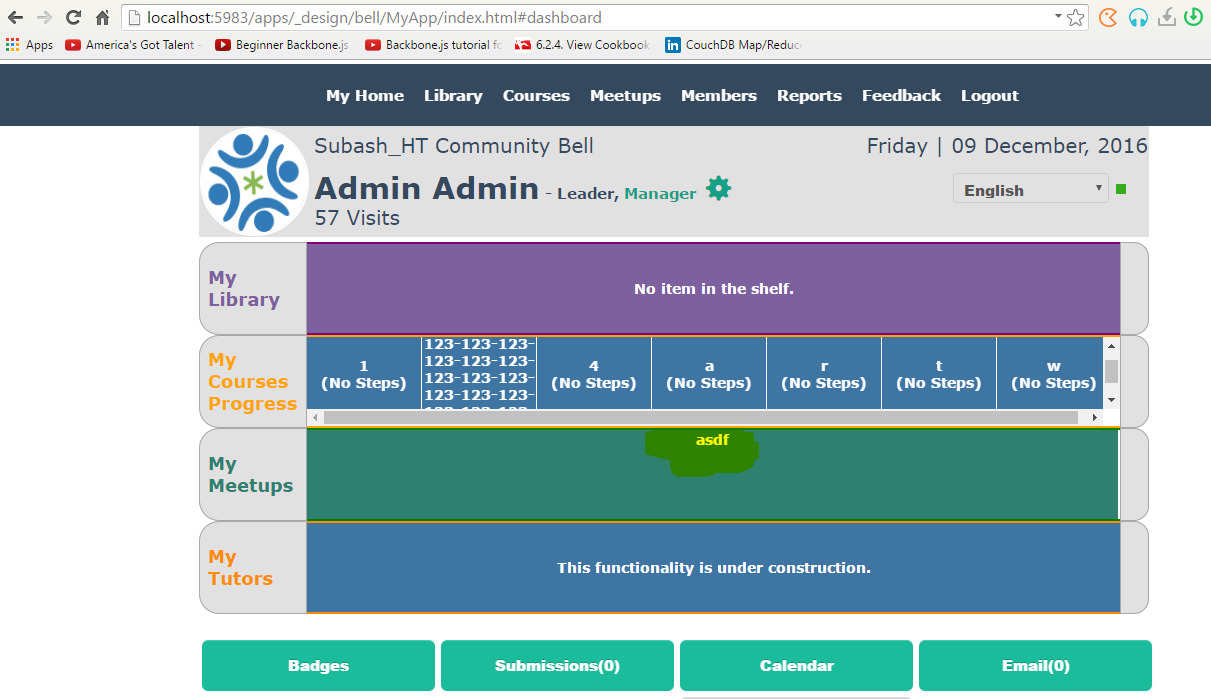 localhost:5983/apps/_design/bell/MyApp/index.html#dashboard
Apps America's Got Talent - Beginner Backbone.js Backbone.js tutorial fo 6.2.4. View Cookbook CouchDB Map/Reduc
My Home Library Courses Meetups Members Reports Feedback Logout
Subash_HT Community Bell Friday | 09 December, 2016
Admin Admin - Leader, Manager English
57 Visits
My
Library
No item in the shelf.
My
Courses
Progress
1
(No Steps)
123-123-123-
123-123-123-
123-123-123-
123-123-123-
4
(No Steps)
a
(No Steps)
r
(No Steps)
t
(No Steps)
w
(No Steps)
My
Meetups
asdf
My
Tutors
This functionality is under construction.
Badges Submissions(0) Calendar Email(0)